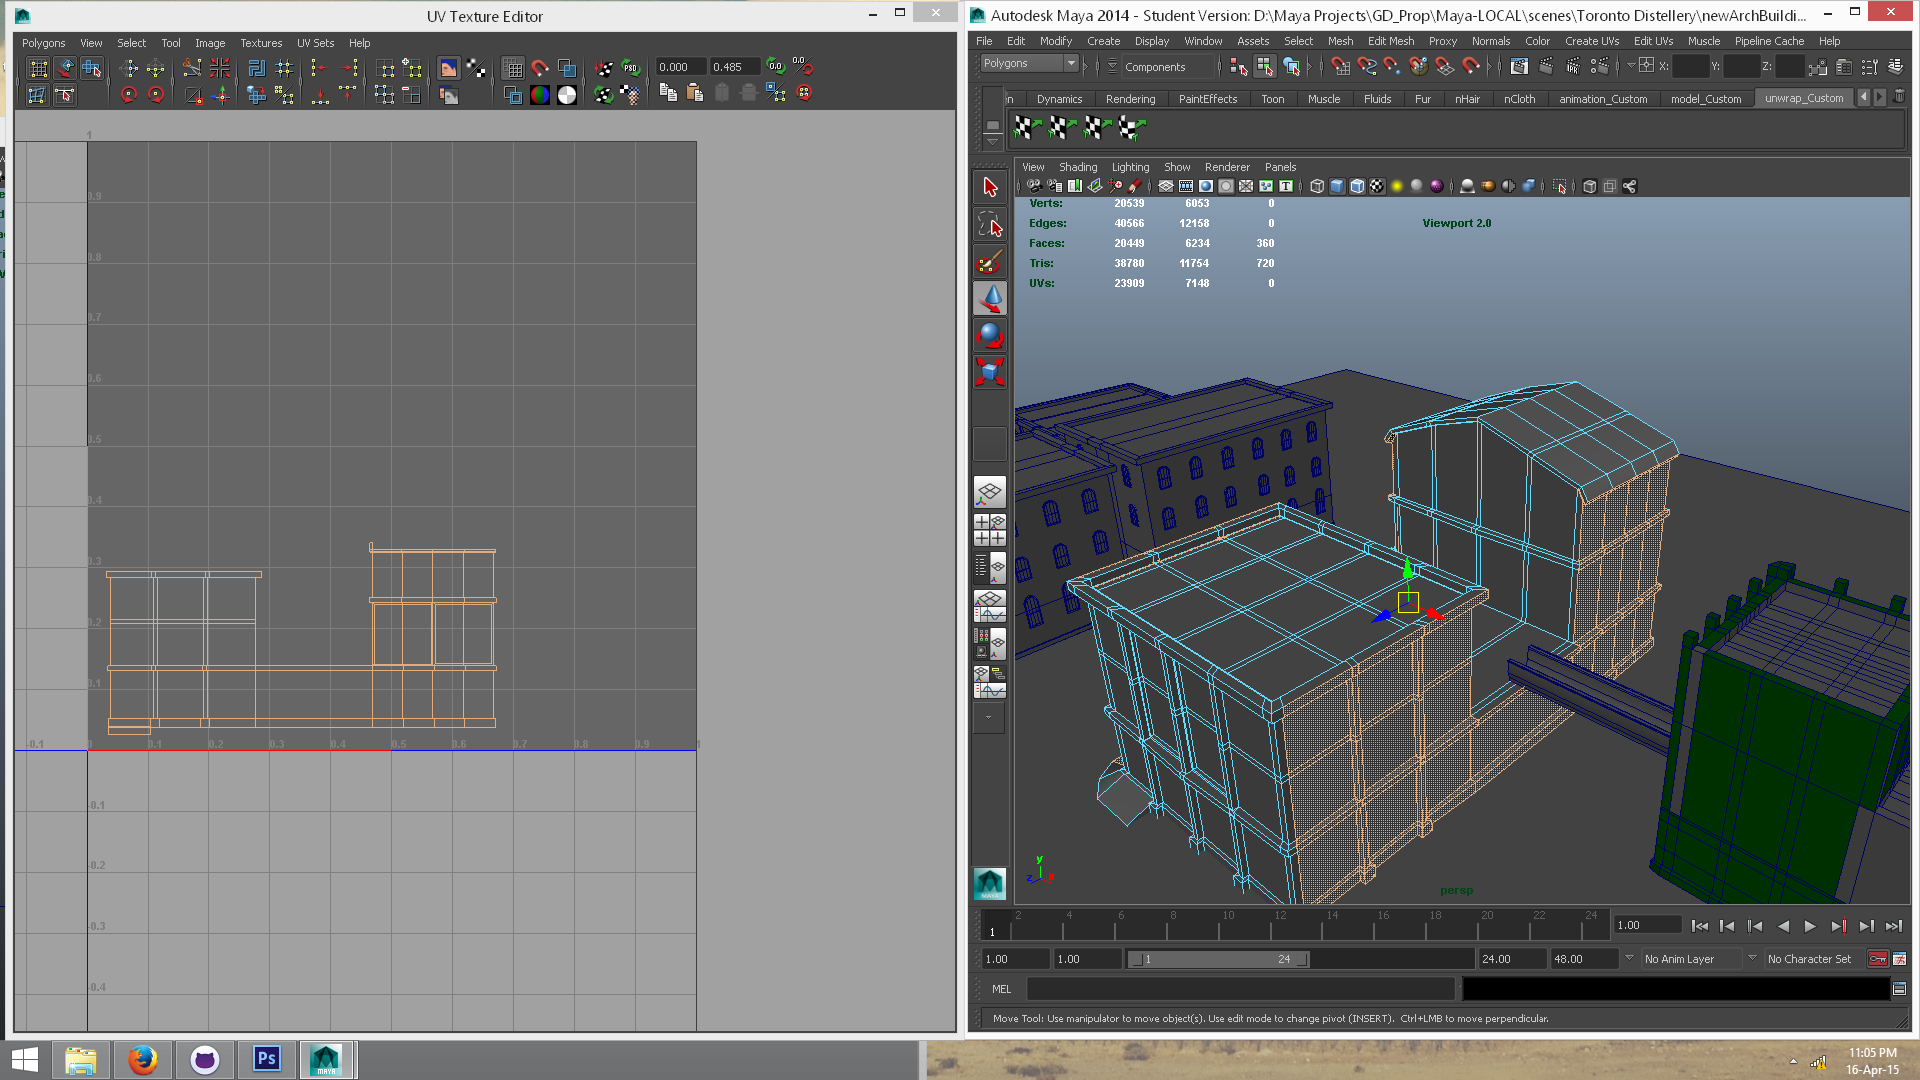 UV Texture Editor
Polygons View Select Tool Image Textures UV Sets Help
0.000 0.485
1
0.9
0.8
0.7
0.6
0.5
0.4
0.3
0.2
0.1
-0.1 0 0.1 0.2 0.3 0.4 0.5 0.6 0.7 0.8 0.9 1
-0.1
-0.2
-0.3
-0.4
Autodesk Maya 2014 - Student Version: D:\Maya Projects\GD_Prop\Maya-LOCAL\scenes\Toronto Distellery\newArchBuildi...
File Edit Modify Create Display Window Assets Select Mesh Edit Mesh Proxy Normals Color Create UVs Edit UVs Muscle Pipeline Cache Help
Polygons Components X: Y: Z:
Dynamics Rendering PaintEffects Toon Muscle Fluids Fur nHair nCloth animation_Custom model_Custom unwrap_Custom
View Shading Lighting Show Renderer Panels
Verts: 20539 6053 0
Edges: 40566 12158 0
Faces: 20449 6234 360
Tris: 38780 11754 720
UVs: 23909 7148 0
Viewport 2.0
y
z x
persp
2 4 6 8 10 12 14 16 18 20 22 24
1
1.00
1.00 1.00 1 24 24.00 48.00 No Anim Layer No Character Set
MEL
Move Tool: Use manipulator to move object(s). Use edit mode to change pivot (INSERT). Ctrl+LMB to move perpendicular.
Ps
MAYA
11:05 PM
16-Apr-15